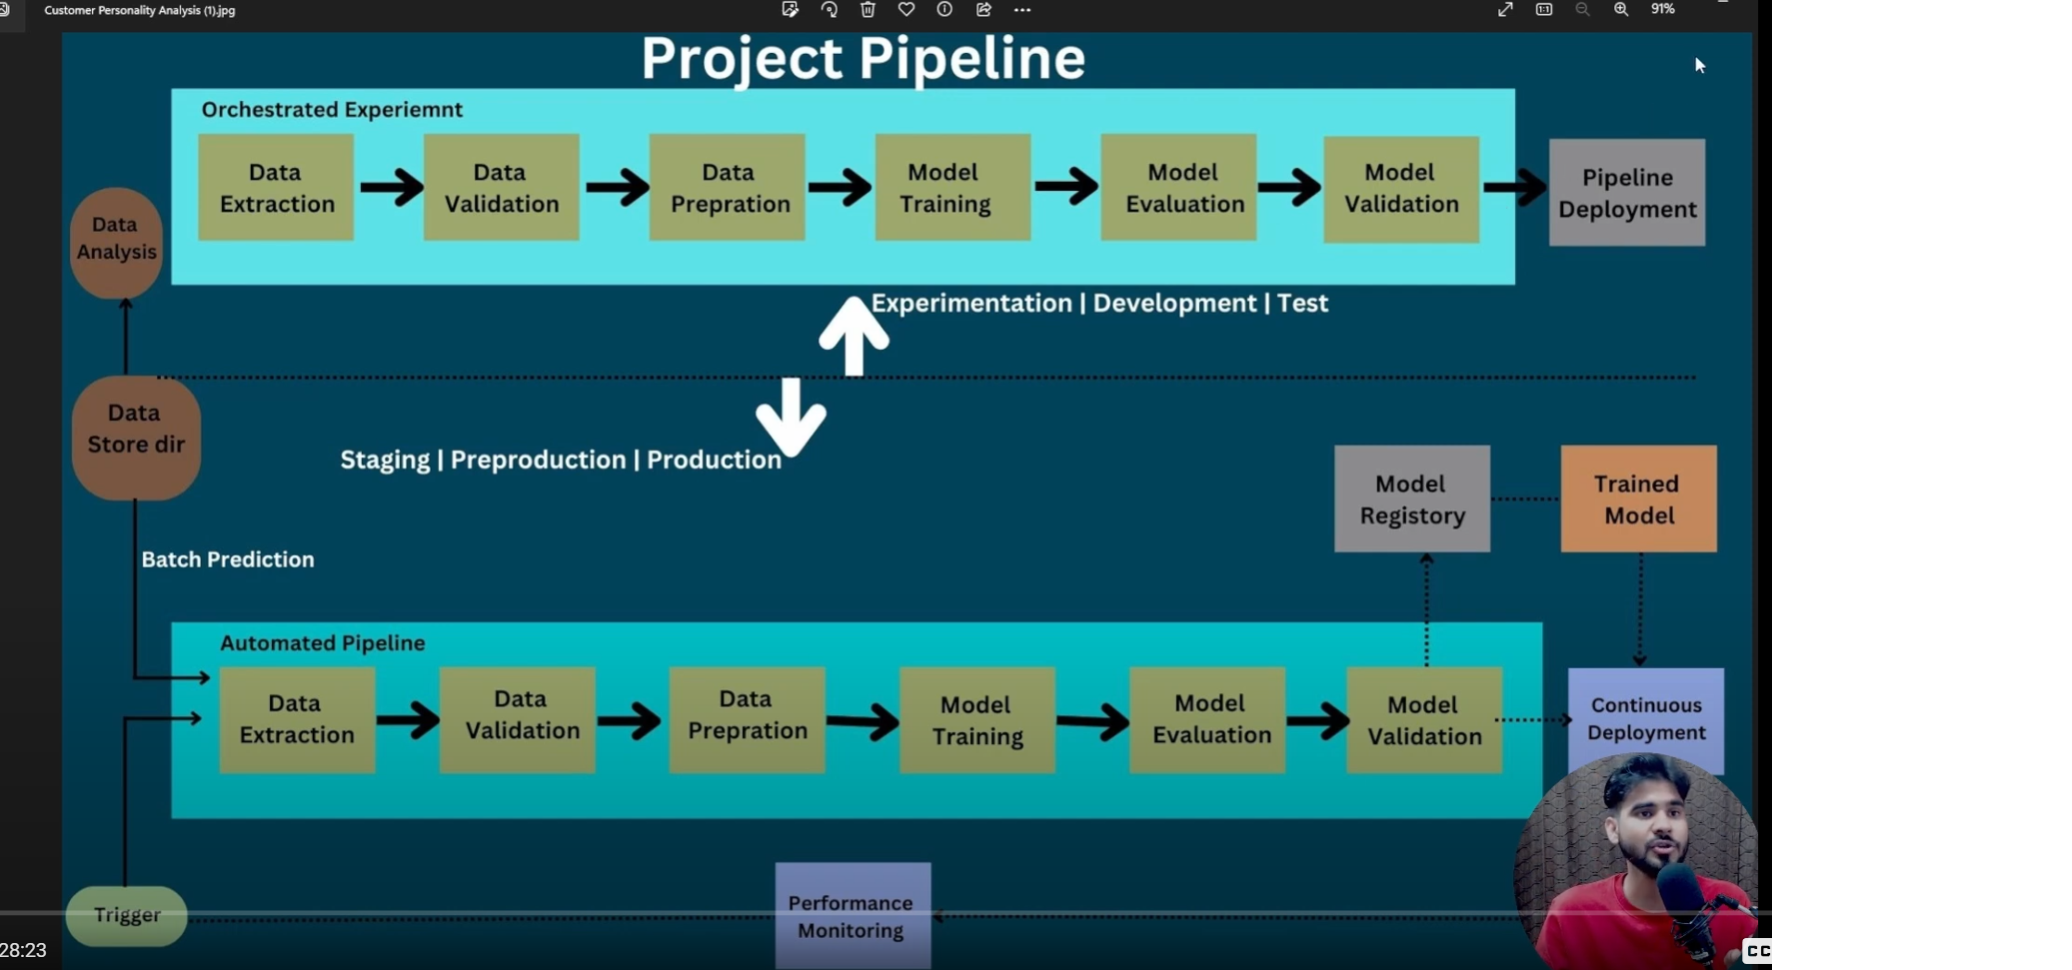 Customer Personality Analysis (1).jpg
91%
Project Pipeline
Orchestrated Experiemnt
Data
Extraction
Data
Validation
Data
Prepration
Model
Training
Model
Evaluation
Model
Validation
Pipeline
Deployment
Data
Analysis
Experimentation | Development | Test
Data
Store dir
Staging | Preproduction | Production
Model
Registory
Trained
Model
Batch Prediction
Automated Pipeline
Data
Extraction
Data
Validation
Data
Prepration
Model
Training
Model
Evaluation
Model
Validation
Continuous
Deployment
Performance
Monitoring
Trigger
28:23
CC